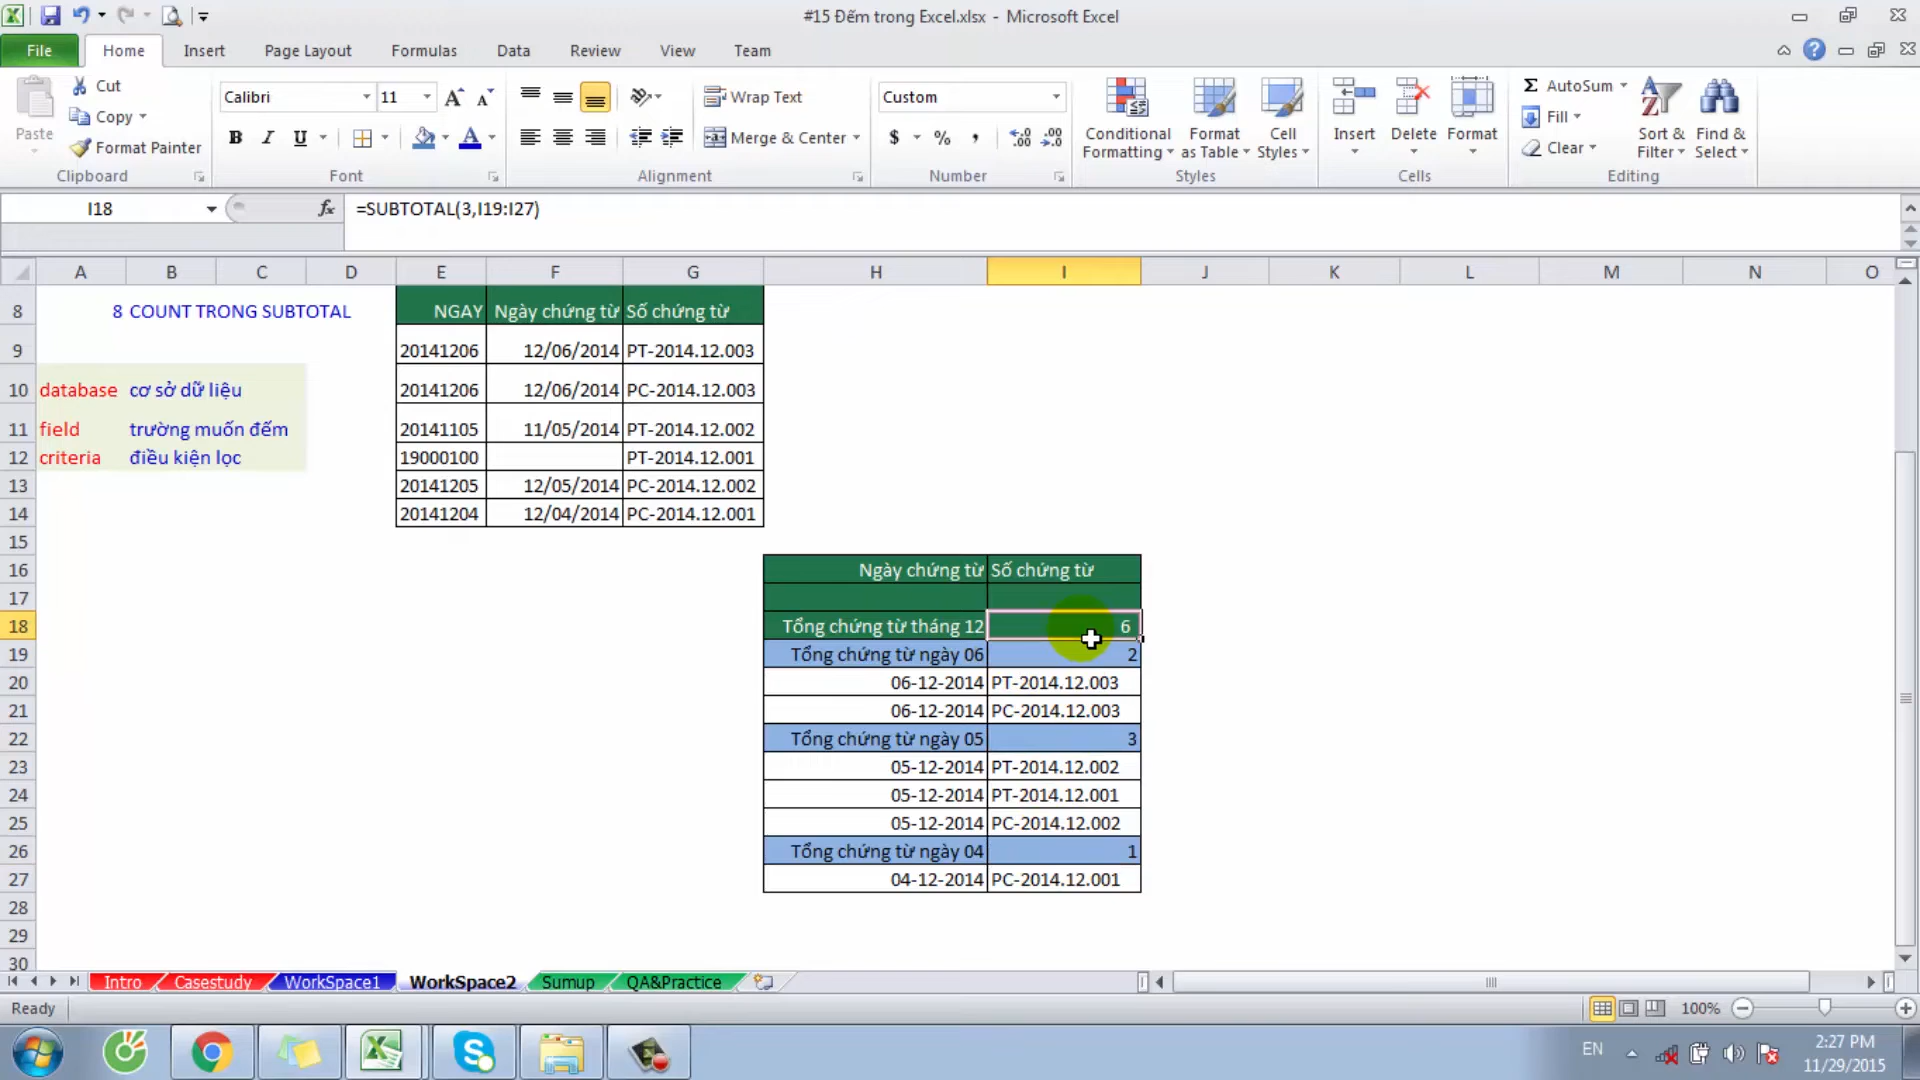 #15 Đếm trong Excel.xlsx - Microsoft Excel
File Home Insert Page Layout Formulas Data Review View Team
Paste
Cut
Copy
Format Painter
Clipboard
Calibri 11
B I U
Font
Wrap Text
Merge & Center
Alignment
Custom
$ % ,
Number
Conditional Formatting
Format as Table
Cell Styles
Styles
Insert Delete Format
Cells
Σ AutoSum
Fill
Clear
Sort & Filter
Find & Select
Editing
I18 fx =SUBTOTAL(3,I19:I27)
A B C D E F G H I J K L M N O
8 8 COUNT TRONG SUBTOTAL NGAY Ngày chứng từ Số chứng từ
9 20141206 12/06/2014 PT-2014.12.003
10 database cơ sở dữ liệu 20141206 12/06/2014 PC-2014.12.003
11 field trường muốn đếm 20141105 11/05/2014 PT-2014.12.002
12 criteria điều kiện lọc 19000100 PT-2014.12.001
13 20141205 12/05/2014 PC-2014.12.002
14 20141204 12/04/2014 PC-2014.12.001
15
16 Ngày chứng từ Số chứng từ
17
18 Tổng chứng từ tháng 12 6
19 Tổng chứng từ ngày 06 2
20 06-12-2014 PT-2014.12.003
21 06-12-2014 PC-2014.12.003
22 Tổng chứng từ ngày 05 3
23 05-12-2014 PT-2014.12.002
24 05-12-2014 PT-2014.12.001
25 05-12-2014 PC-2014.12.002
26 Tổng chứng từ ngày 04 1
27 04-12-2014 PC-2014.12.001
28
29
30
Intro Casestudy WorkSpace1 WorkSpace2 Sumup QA&Practice
Ready 100%
EN 2:27 PM
11/29/2015